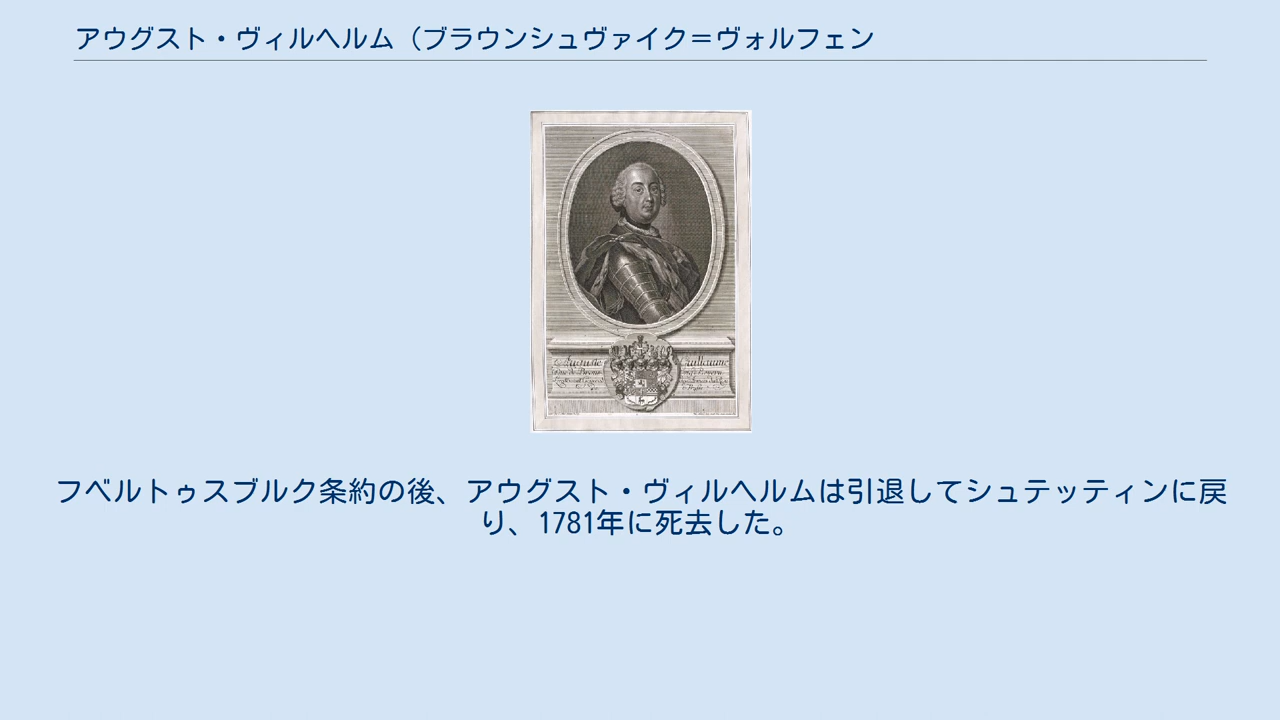 アウグスト・ヴィルヘルム（ブラウンシュヴァイク＝ヴォルフェン
フベルトゥスブルク条約の後、アウグスト・ヴィルヘルムは引退してシュテッティンに戻
り、1781年に死去した。